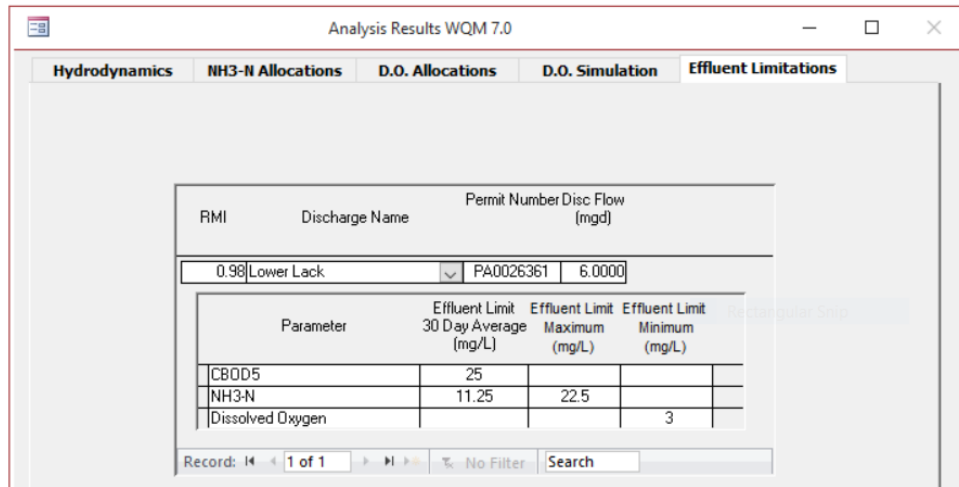 Analysis Results WQM 7.0
Hydrodynamics NH3-N Allocations D.O. Allocations D.O. Simulation Effluent Limitations
RMI Discharge Name Permit Number Disc Flow (mgd)
0.98 Lower Lack PA0026361 6.0000
Rectangular Snip
Parameter Effluent Limit 30 Day Average (mg/L) Effluent Limit Maximum (mg/L) Effluent Limit Minimum (mg/L)
CBOD5 25
NH3-N 11.25 22.5
Dissolved Oxygen 3
Record: 1 of 1 No Filter Search